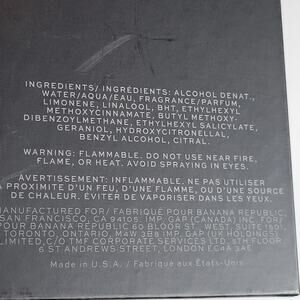 INGREDIENTS/ INGRÉDIENTS: ALCOHOL DENAT.,
WATER/AQUA/EAU, FRAGRANCE/PARFUM,
LIMONENE, LINALOOL, BHT, ETHYLHEXYL
METHOXYCINNAMATE, BUTYL METHOXY-
DIBENZOYLMETHANE, ETHYLHEXYL SALICYLATE,
GERANIOL, HYDROXYCITRONELLAL,
BENZYL ALCOHOL, CITRAL.
WARNING: FLAMMABLE. DO NOT USE NEAR FIRE,
FLAME, OR HEAT. AVOID SPRAYING IN EYES.
AVERTISSEMENT: INFLAMMABLE. NE PAS UTILISER
À PROXIMITÉ D'UN FEU, D'UNE FLAMME, OU D'UNE SOURCE
DE CHALEUR. ÉVITER DE VAPORISER DANS LES YEUX.
MANUFACTURED FOR/ FABRIQUÉ POUR BANANA REPUBLIC,
SAN FRANCISCO, CA 94105. IMP. GAP (CANADA) INC. FOR/
POUR BANANA REPUBLIC 60 BLOOR ST. WEST, SUITE 1501
TORONTO, ONTARIO, M4W 3B8 IMP. GAP (UK HOLDINGS)
LIMITED, C/O TMF CORPORATE SERVICES LTD, 5TH FLOOR
6 ST ANDREWS STREET, LONDON EC4A 3AE
Made in U.S.A. / Fabriqué aux États-Unis